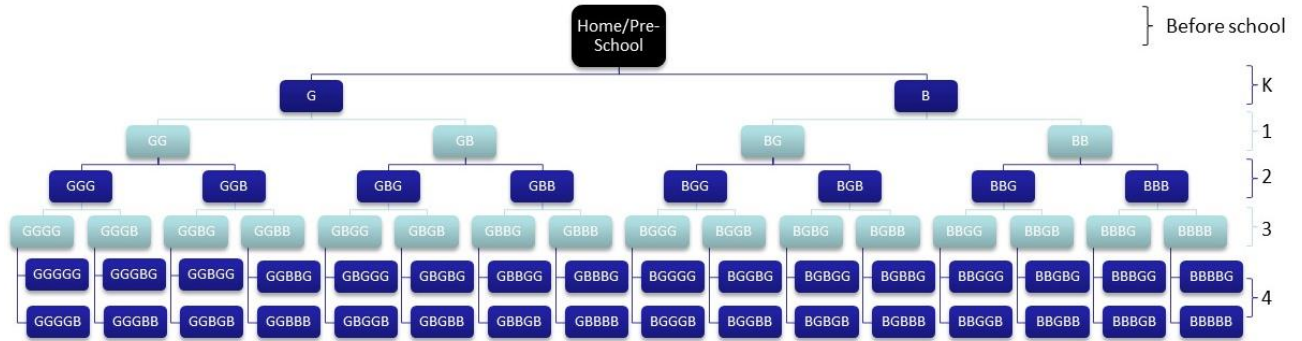 Home/Pre-
School
Before school
G
B
K
GG
GB
BG
BB
1
GGG
GGB
GBG
GBB
BGG
BGB
BBG
BBB
2
GGGG
GGGB
GGBG
GGBB
GBGG
GBGB
GBBG
GBBB
BGGG
BGGB
BGBG
BGBB
BBGG
BBGB
BBBG
BBBB
3
GGGGG
GGGBG
GGBGG
GGBBG
GBGGG
GBGBG
GBBGG
GBBBG
BGGGG
BGGBG
BGBGG
BGBBG
BBGGG
BBGBG
BBBGG
BBBBG
4
GGGGB
GGGBB
GGBGB
GGBBB
GBGGB
GBGBB
GBBGB
GBBBB
BGGGB
BGGBB
BGBGB
BGBBB
BBGGB
BBGBB
BBBGB
BBBBB